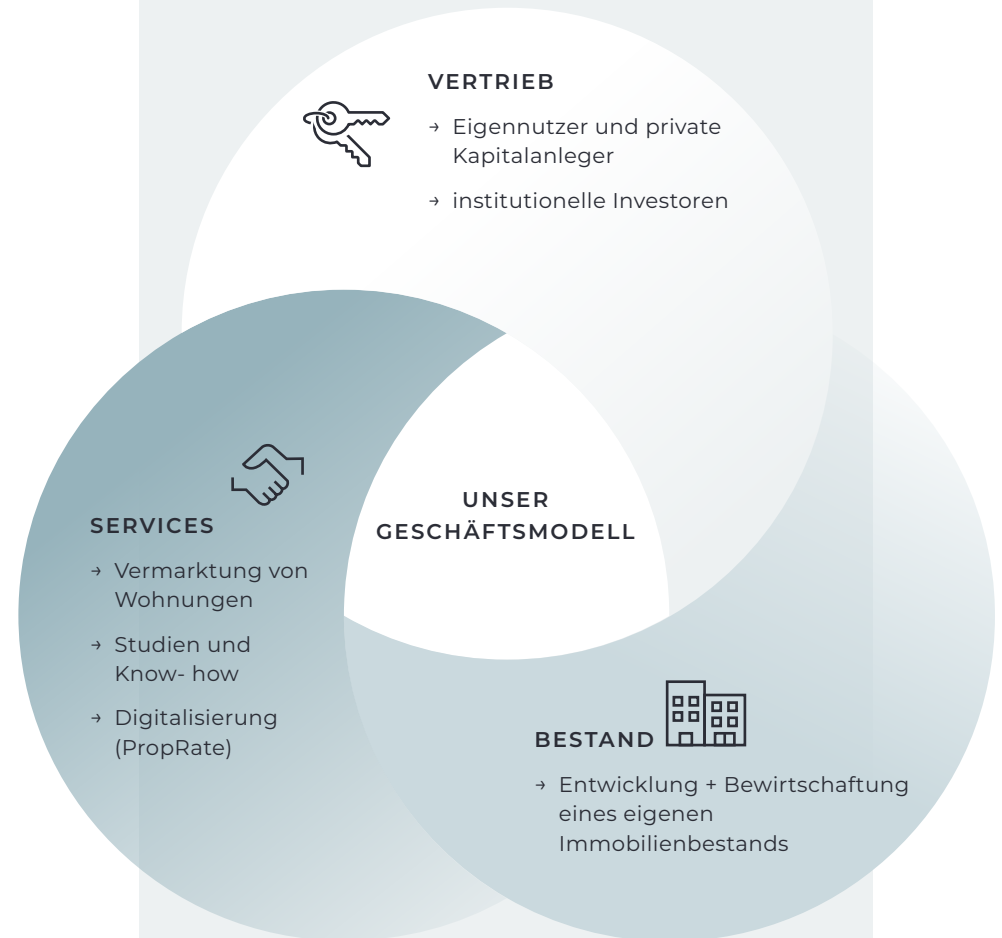 VERTRIEB
→ Eigennutzer und private
Kapitalanleger
→ institutionelle Investoren
UNSER
GESCHÄFTSMODELL
SERVICES
→ Vermarktung von
Wohnungen
→ Studien und
Know- how
→ Digitalisierung
(PropRate)
BESTAND
→ Entwicklung + Bewirtschaftung
eines eigenen
Immobilienbestands